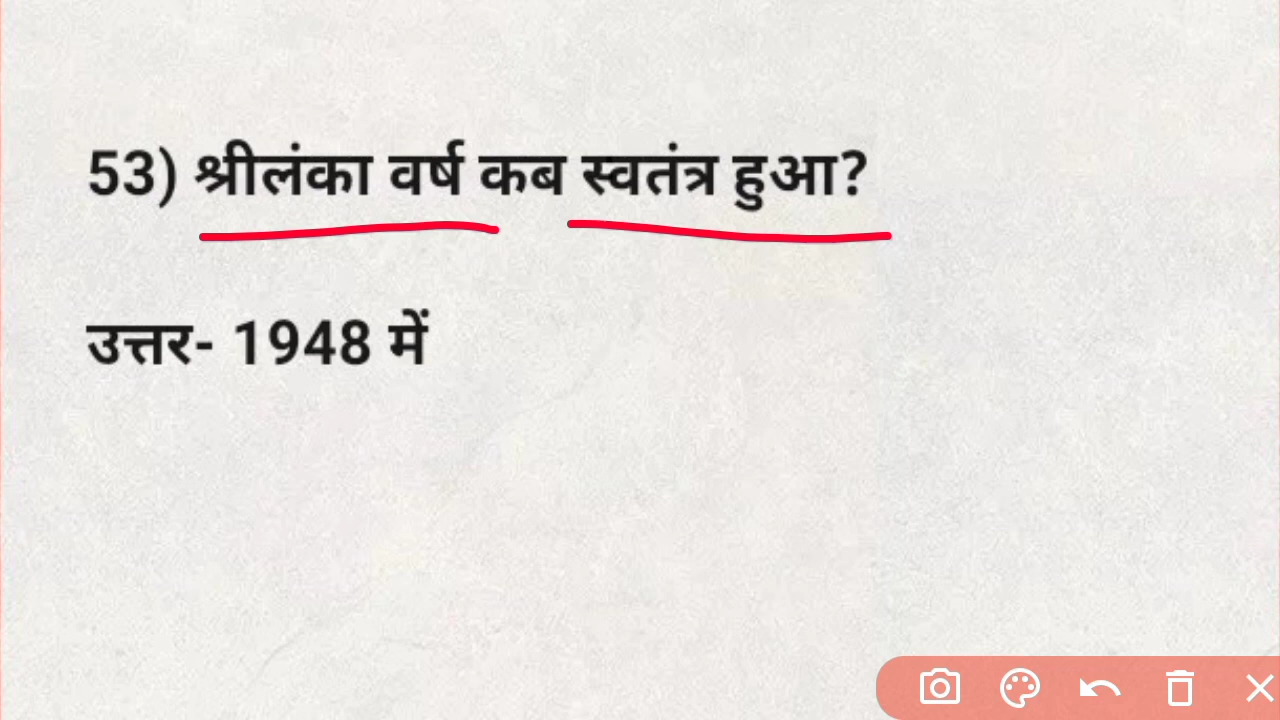 53) श्रीलंका वर्ष कब स्वतंत्र हुआ?
उत्तर- 1948 में